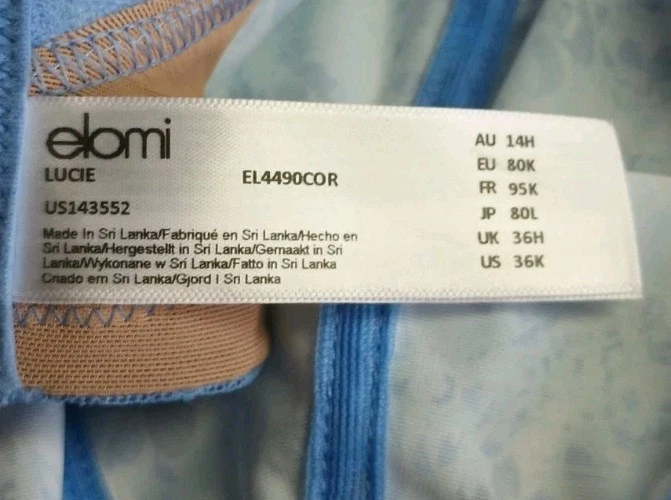 elomi
LUCIE EL4490COR
US143552
Made In Sri Lanka/Fabriqué en Sri Lanka/Hecho en
Sri Lanka/Hergestellt in Sri Lanka/Gemaakt in Sri
Lanka/Wykonane w Sri Lanka/Fatto in Sri Lanka
Criado em Sri Lanka/Gjord I Sri Lanka
AU 14H
EU 80K
FR 95K
JP 80L
UK 36H
US 36K